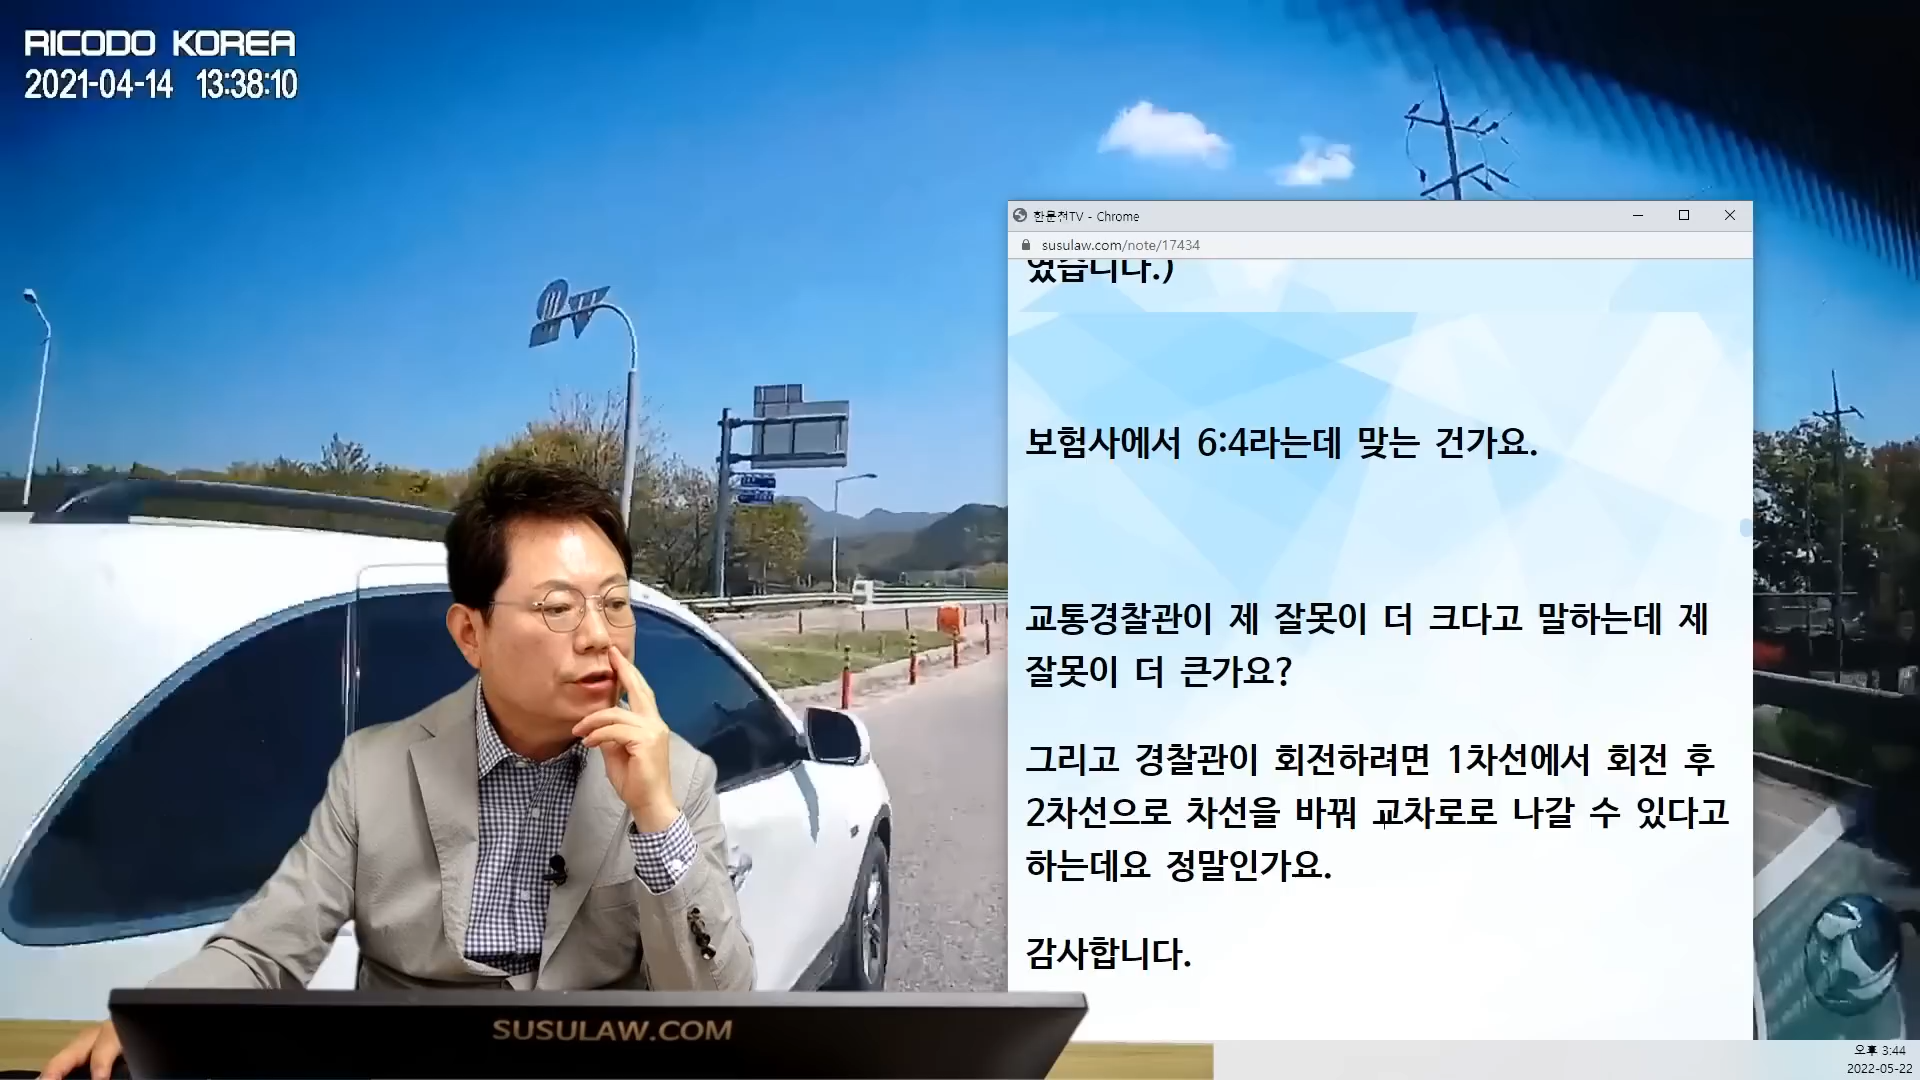 RICODO KOREA
2021-04-14 13:38:10
한문철TV - Chrome
susulaw.com/note/17434
였습니다.)
보험사에서 6:4라는데 맞는 건가요.
교통경찰관이 제 잘못이 더 크다고 말하는데 제
잘못이 더 큰가요?
그리고 경찰관이 회전하려면 1차선에서 회전 후
2차선으로 차선을 바꿔 교차로로 나갈 수 있다고
하는데요 정말인가요.
감사합니다.
SUSULAW.COM
오후 3:44
2022-05-22